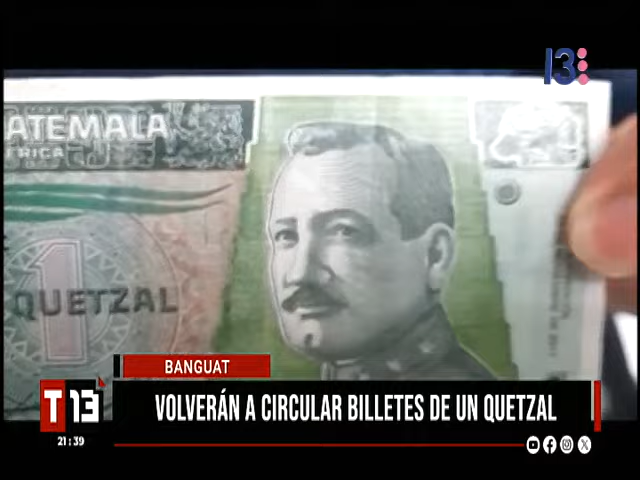 13
ATEMALA
RICA
1
QUETZAL
BANGUAT
T13
VOLVERÁN A CIRCULAR BILLETES DE UN QUETZAL
21:39